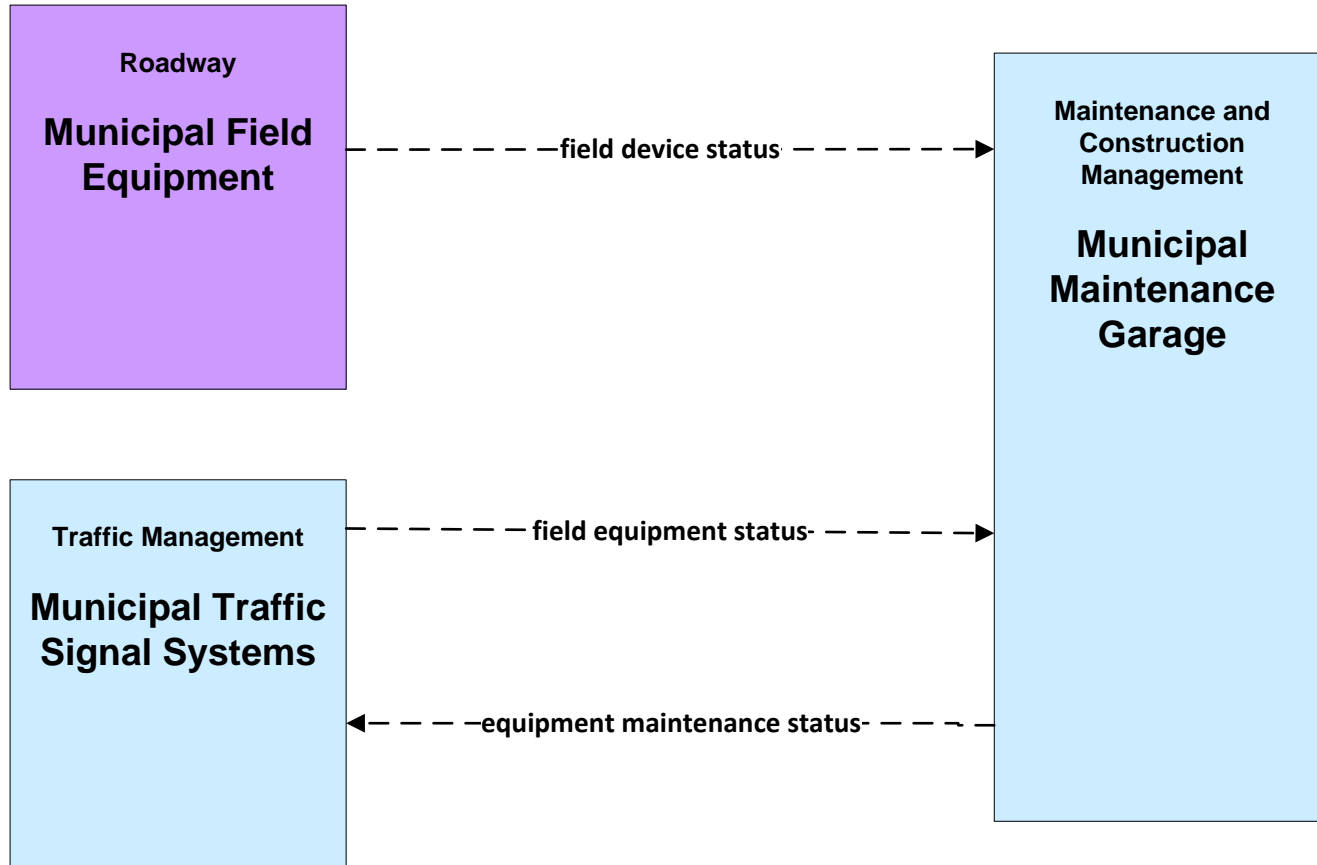 Roadway
Municipal Field
Equipment
field device status
Maintenance and
Construction
Management
Municipal
Maintenance
Garage
Traffic Management
Municipal Traffic
Signal Systems
field equipment status
equipment maintenance status